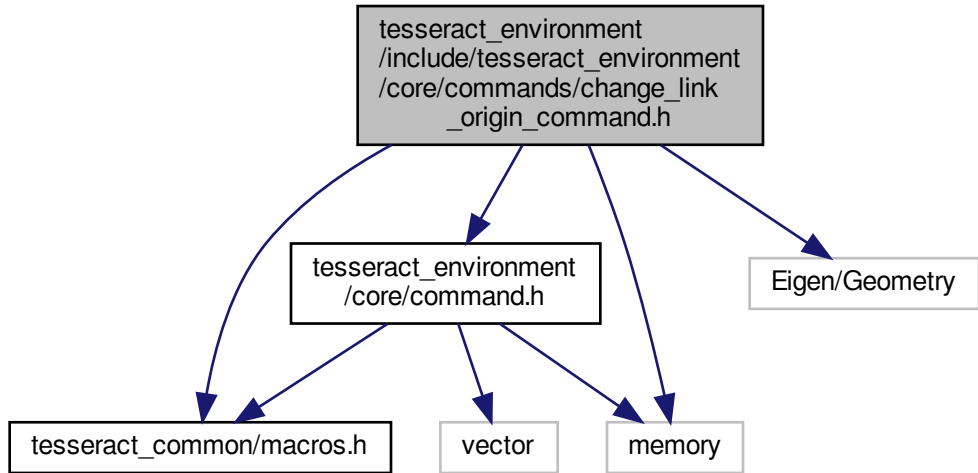 tesseract_environment
/include/tesseract_environment
/core/commands/change_link
_origin_command.h
tesseract_environment
/core/command.h
Eigen/Geometry
tesseract_common/macros.h
vector
memory